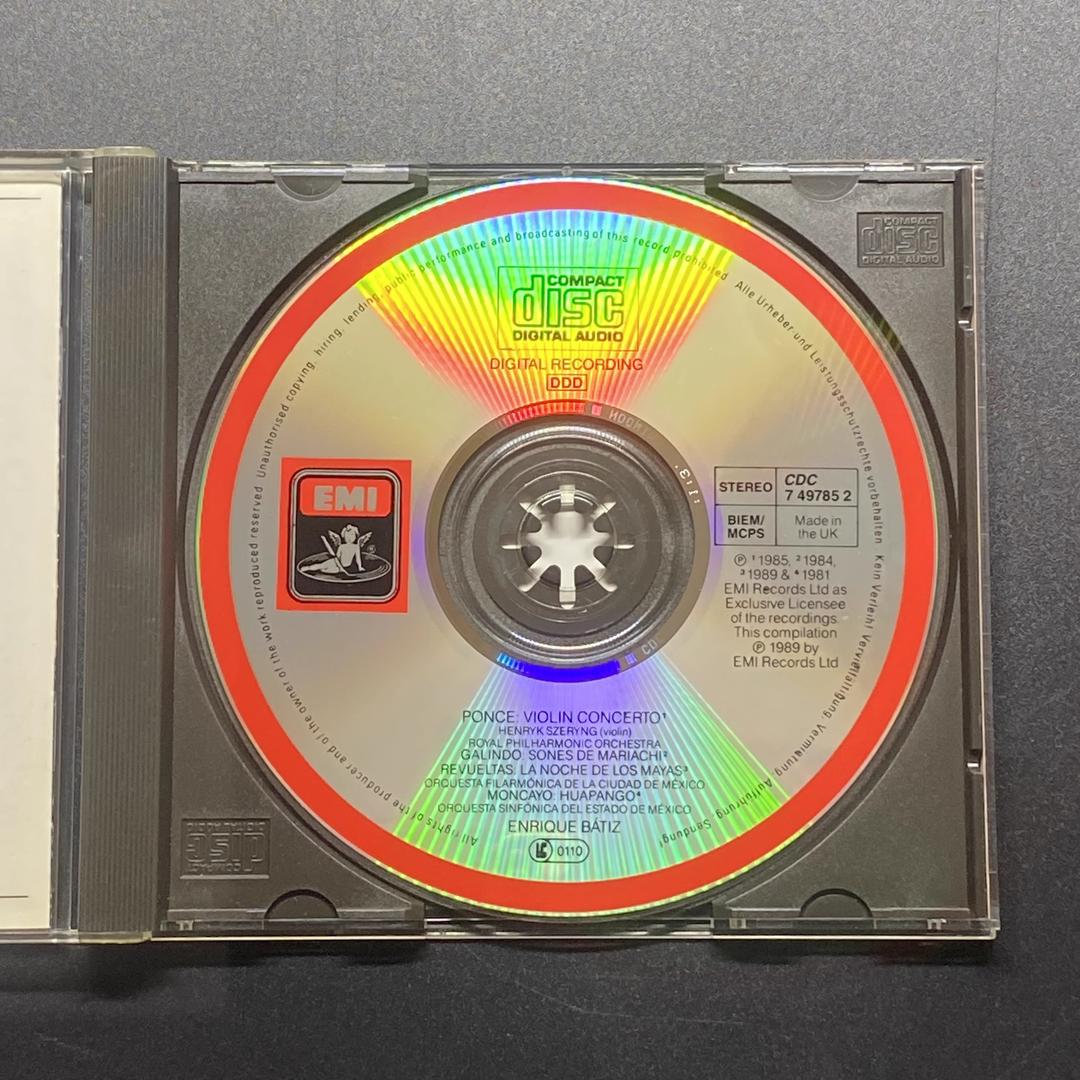 Unauthorised copying, hiring, lending, public performance and broadcasting of this record prohibited
Alle Urheber und Leistungsschutzrechte vorbehalten Kein Verleih! Vervielfältigung, Vermietung, Aufführung, Sendung!
All rights of the producer and of the owner of the work reproduced reserved
COMPACT
disc
DIGITAL AUDIO
DIGITAL RECORDING
DDD
EMI
STEREO
CDC
7 49785 2
BIEM/
MCPS
Made in
the UK
℗ ¹1985, ²1984,
³1989 & ⁴1981
EMI Records Ltd as
Exclusive Licensee
of the recordings.
This compilation
℗ 1989 by
EMI Records Ltd
PONCE: VIOLIN CONCERTO¹
HENRYK SZERYNG (violin)
ROYAL PHILHARMONIC ORCHESTRA
GALINDO: SONES DE MARIACHI²
REVUELTAS: LA NOCHE DE LOS MAYAS³
ORQUESTA FILARMÓNICA DE LA CIUDAD DE MÉXICO
MONCAYO: HUAPANGO⁴
ORQUESTA SINFÓNICA DEL ESTADO DE MÉXICO
ENRIQUE BÁTIZ
LC 0110
COMPACT
disc
DIGITAL AUDIO
COMPACT
disc
DIGITAL AUDIO
CD